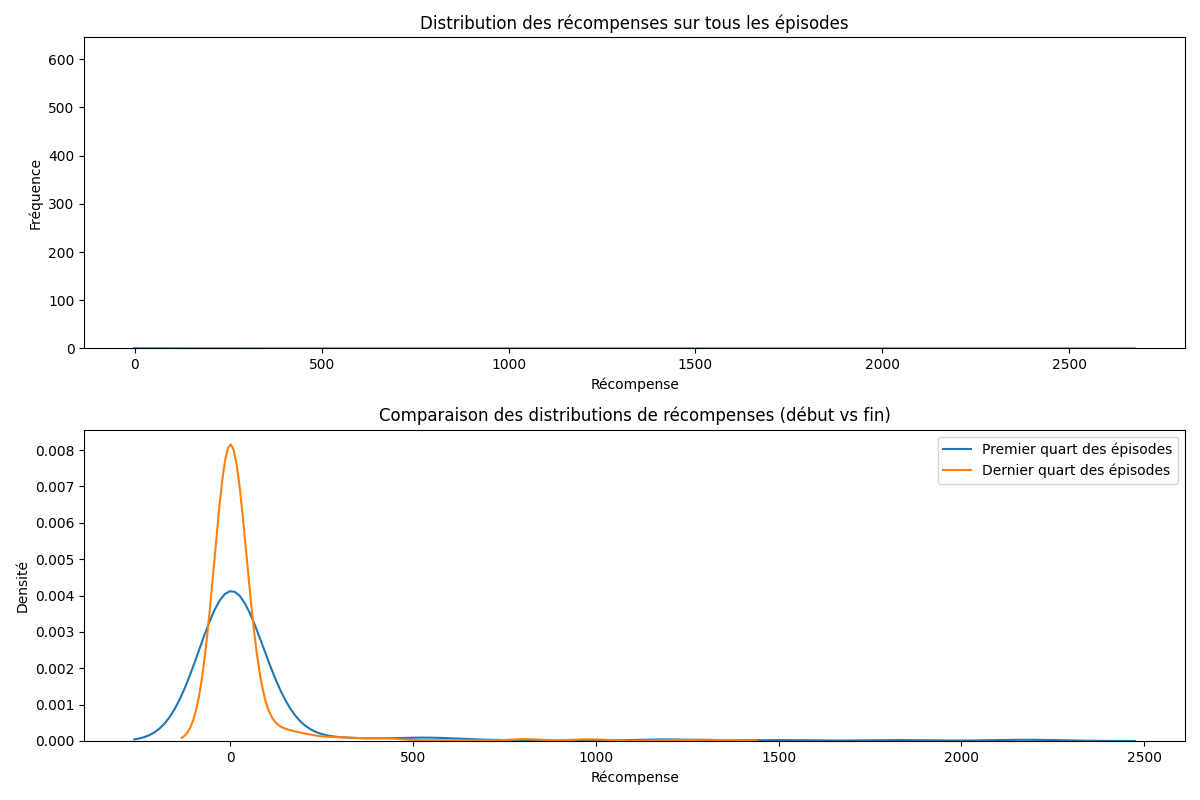 Distribution des récompenses sur tous les épisodes
600
500
400
300
200
100
0
Fréquence
0 500 1000 1500 2000 2500
Récompense
Comparaison des distributions de récompenses (début vs fin)
0.008
0.007
0.006
0.005
0.004
0.003
0.002
0.001
0.000
Densité
Premier quart des épisodes
Dernier quart des épisodes
0 500 1000 1500 2000 2500
Récompense